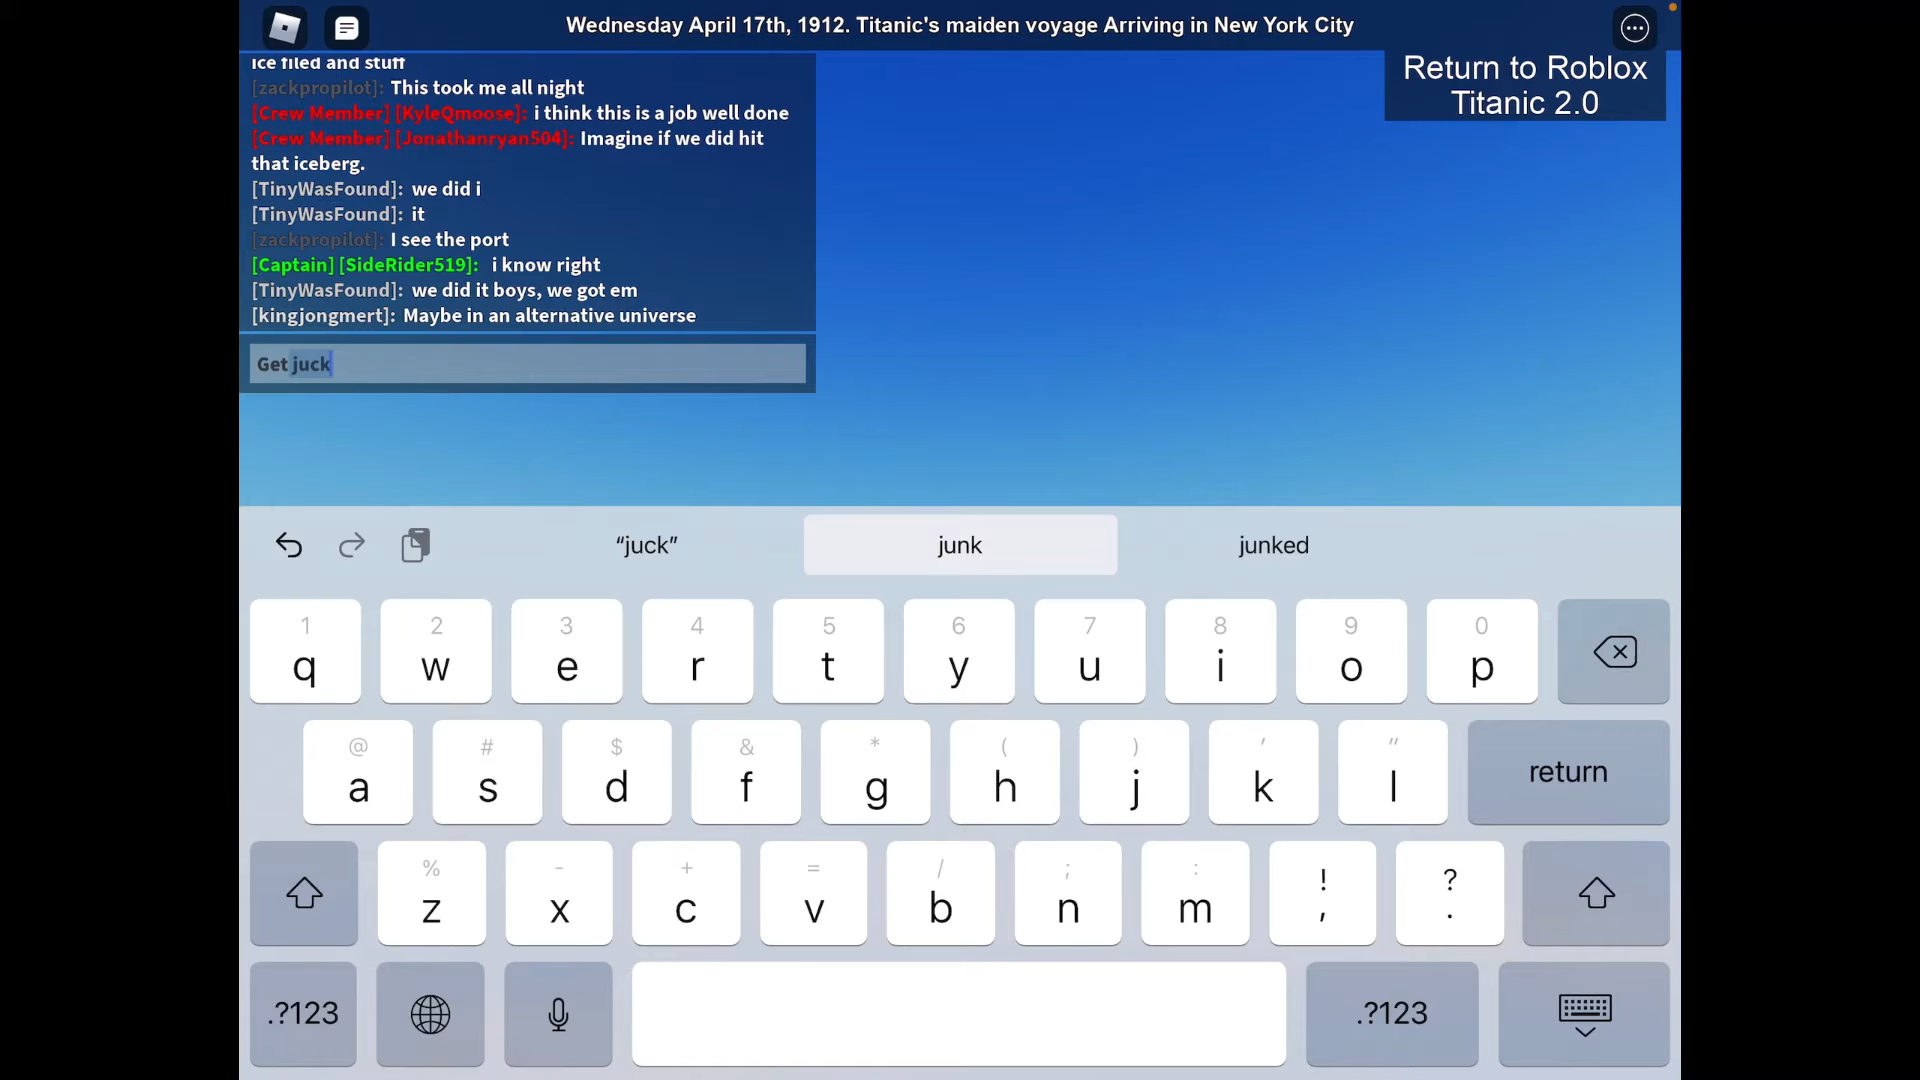 Wednesday April 17th, 1912. Titanic's maiden voyage Arriving in New York City
Return to Roblox
Titanic 2.0
ice filed and stuff
[zackpropilot]: This took me all night
[Crew Member] [KyleQmoose]: i think this is a job well done
[Crew Member] [Jonathanryan504]: Imagine if we did hit
that iceberg.
[TinyWasFound]: we did i
[TinyWasFound]: it
[zackpropilot]: I see the port
[Captain] [SideRider519]: i know right
[TinyWasFound]: we did it boys, we got em
[kingjongmert]: Maybe in an alternative universe
Get juck
“juck” junk junked
1 2 3 4 5 6 7 8 9 0
q w e r t y u i o p
@ # $ & * ( ) ' "
a s d f g h j k l return
% - + = / ; : ! ?
z x c v b n m , .
.?123 .?123